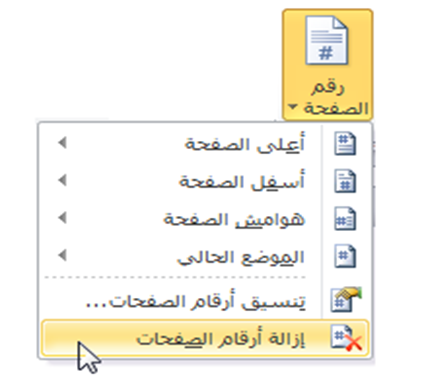 رقم
الصفحة
أعلى الصفحة
أسفل الصفحة
هوامش الصفحة
الموضع الحالي
تنسيق أرقام الصفحات...
إزالة أرقام الصفحات